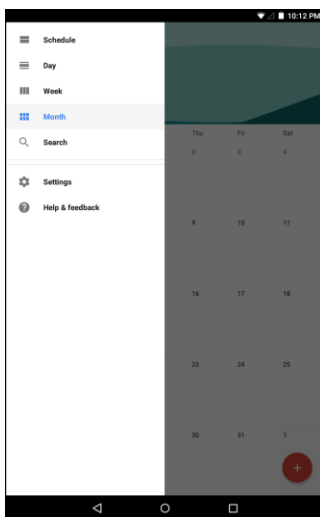 10:12 PM
Schedule
Day
Week
Month
Search
Settings
Help & feedback
Thu Fri Sat
2 3 4
9 10 11
16 17 18
23 24 25
30 31 1